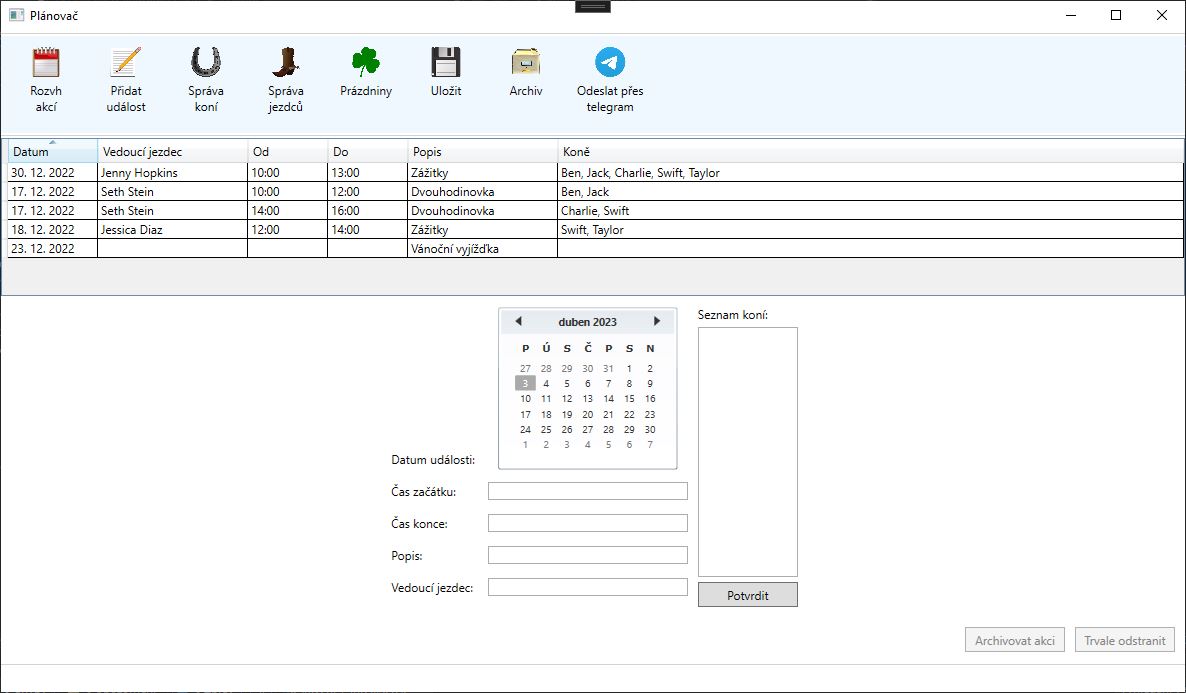 Plánovač
Rozvh akcí
Přidat událost
Správa koní
Správa jezdců
Prázdniny
Uložit
Archiv
Odeslat přes telegram
Datum Vedoucí jezdec Od Do Popis Koně
30. 12. 2022 Jenny Hopkins 10:00 13:00 Zážitky Ben, Jack, Charlie, Swift, Taylor
17. 12. 2022 Seth Stein 10:00 12:00 Dvouhodinovka Ben, Jack
17. 12. 2022 Seth Stein 14:00 16:00 Dvouhodinovka Charlie, Swift
18. 12. 2022 Jessica Diaz 12:00 14:00 Zážitky Swift, Taylor
23. 12. 2022 Vánoční vyjížďka
duben 2023
P Ú S Č P S N
27 28 29 30 31 1 2
3 4 5 6 7 8 9
10 11 12 13 14 15 16
17 18 19 20 21 22 23
24 25 26 27 28 29 30
1 2 3 4 5 6 7
Seznam koní:
Datum události:
Čas začátku:
Čas konce:
Popis:
Vedoucí jezdec:
Potvrdit
Archivovat akci
Trvale odstranit